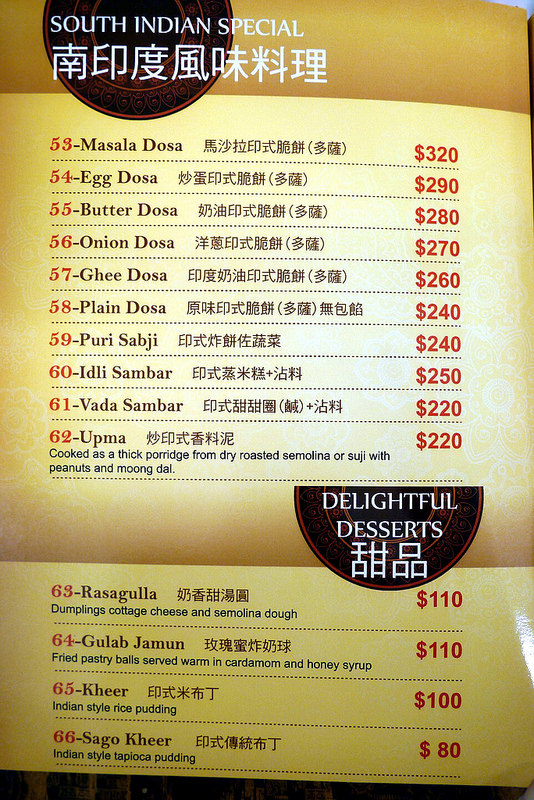 SOUTH INDIAN SPECIAL
南印度風味料理
53-Masala Dosa 馬沙拉印式脆餅(多薩) $320
54-Egg Dosa 炒蛋印式脆餅(多薩) $290
55-Butter Dosa 奶油印式脆餅(多薩) $280
56-Onion Dosa 洋蔥印式脆餅(多薩) $270
57-Ghee Dosa 印度奶油印式脆餅(多薩) $260
58-Plain Dosa 原味印式脆餅(多薩)無包餡 $240
59-Puri Sabji 印式炸餅佐蔬菜 $240
60-Idli Sambar 印式蒸米糕+沾料 $250
61-Vada Sambar 印式甜甜圈(鹹)+沾料 $220
62-Upma 炒印式香料泥 $220
Cooked as a thick porridge from dry roasted semolina or suji with
peanuts and moong dal.
DELIGHTFUL
DESSERTS
甜品
63-Rasagulla 奶香甜湯圓 $110
Dumplings cottage cheese and semolina dough
64-Gulab Jamun 玫瑰蜜炸奶球 $110
Fried pastry balls served warm in cardamom and honey syrup
65-Kheer 印式米布丁 $100
Indian style rice pudding
66-Sago Kheer 印式傳統布丁 $ 80
Indian style tapioca pudding